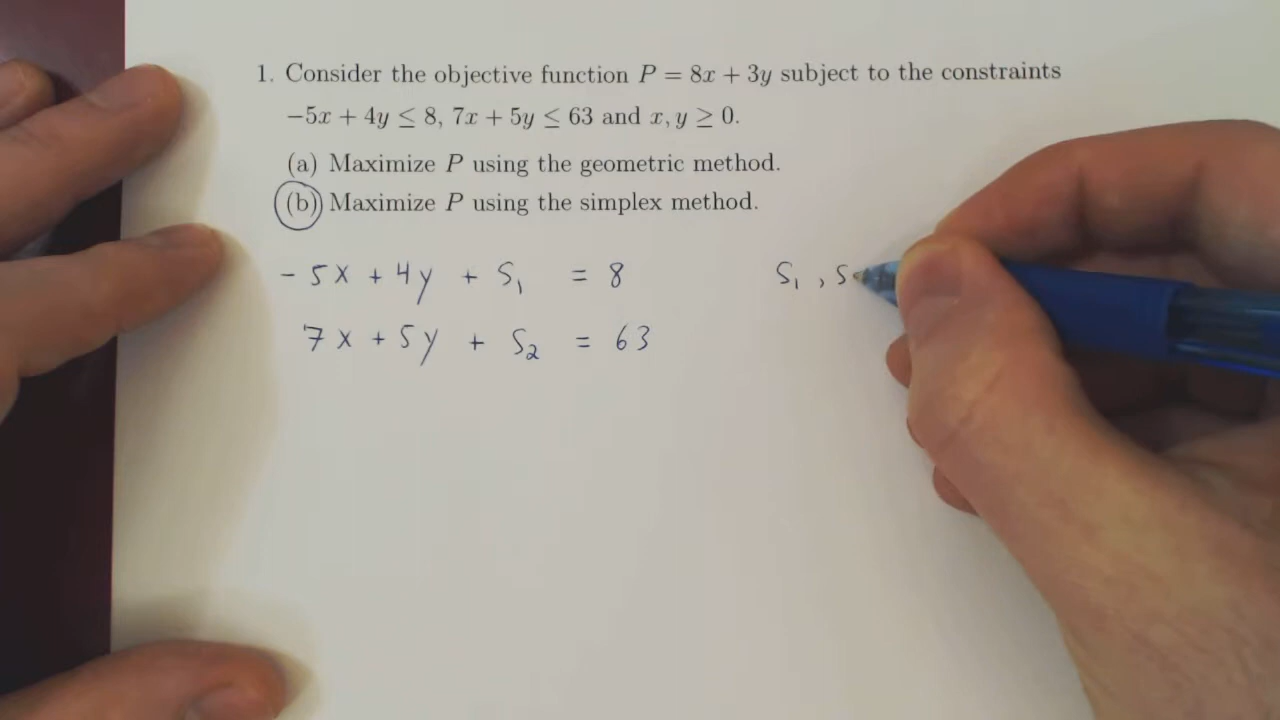 1. Consider the objective function P = 8x + 3y subject to the constraints
−5x + 4y ≤ 8, 7x + 5y ≤ 63 and x, y ≥ 0.
(a) Maximize P using the geometric method.
(b) Maximize P using the simplex method.
- 5x + 4y + S₁ = 8
S₁ , S
7x + 5y + S₂ = 63